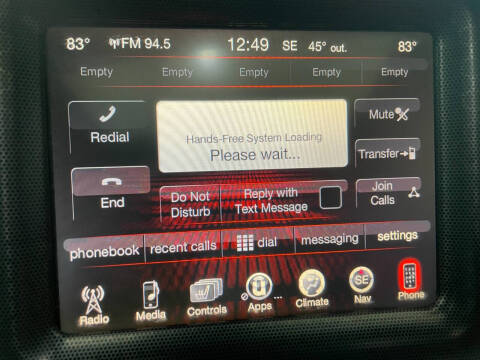 83° FM 94.5 12:49 SE 45° out. 83°
Empty Empty Empty Empty Empty
Redial
Hands-Free System Loading
Please wait...
Mute
Transfer
End
Do Not
Disturb
Reply with
Text Message
Join
Calls
phonebook recent calls dial messaging settings
Radio Media Controls Apps ... Climate SE Nav Phone